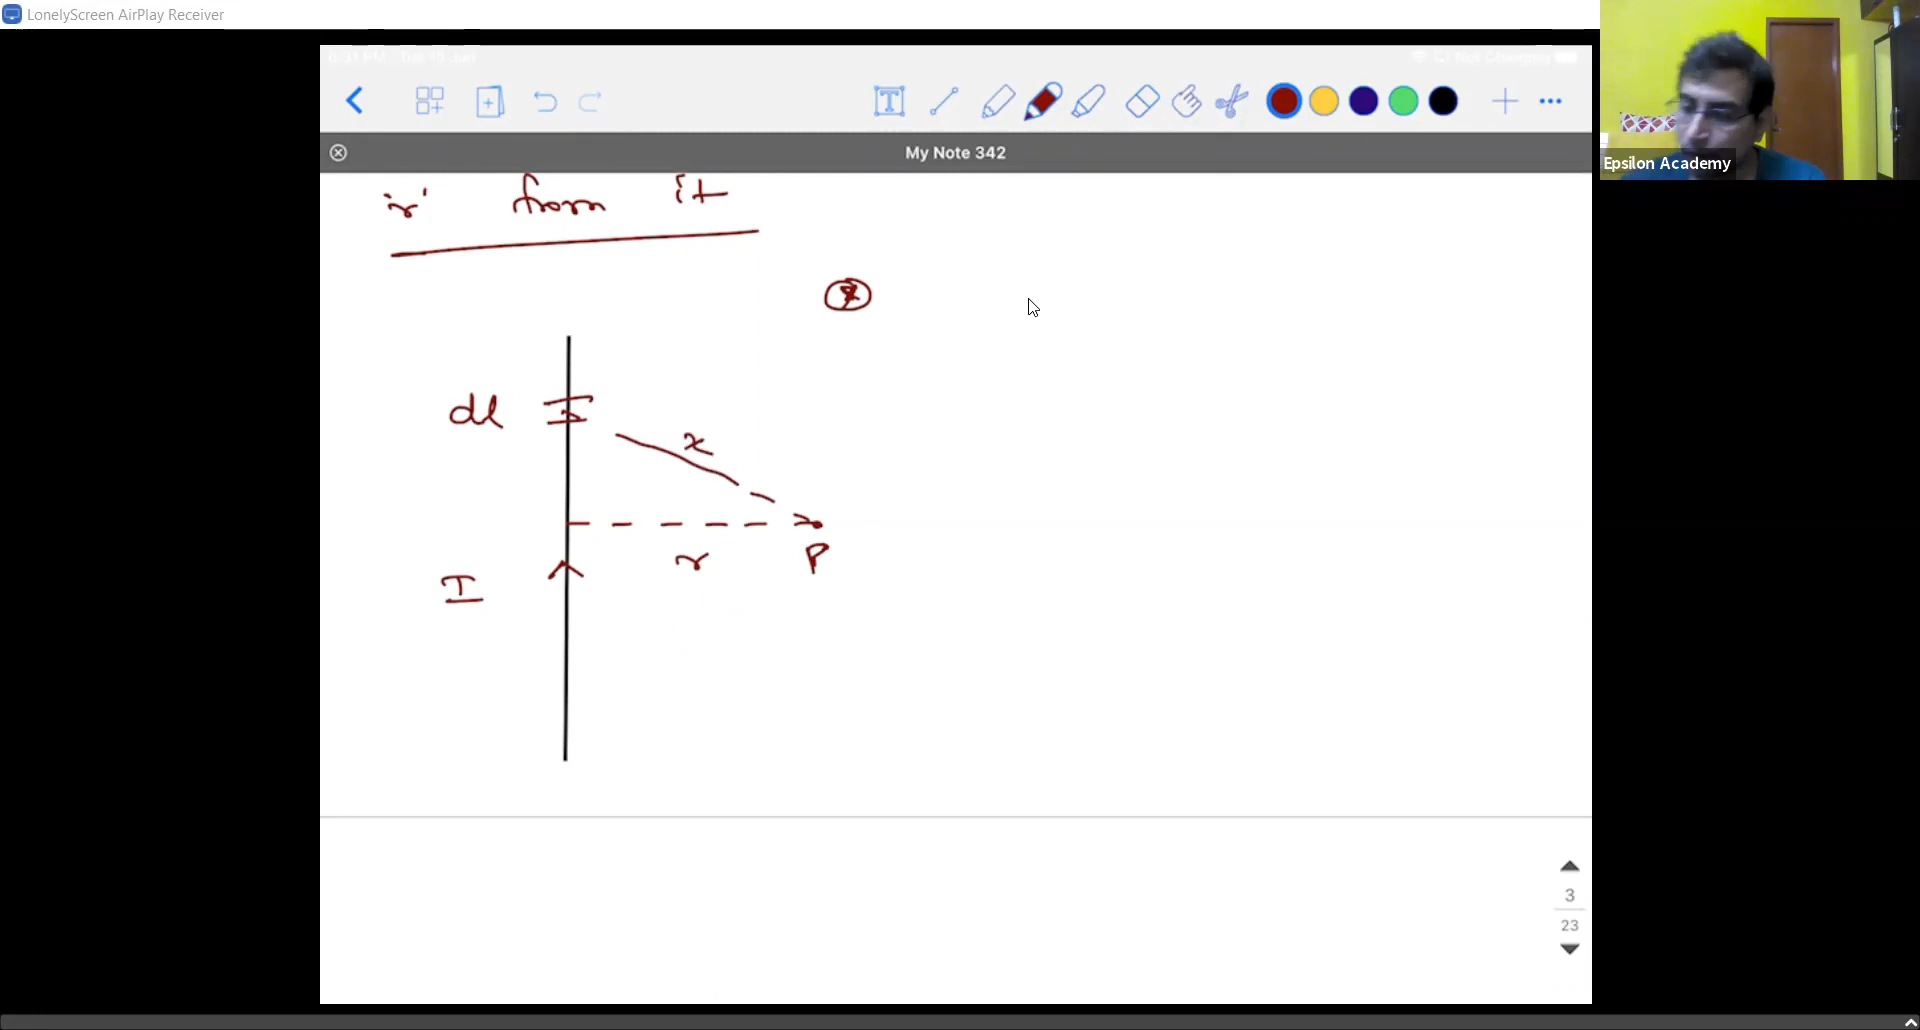 LonelyScreen AirPlay Receiver
My Note 342
Epsilon Academy
'r' from it
dl
x
r
P
I
3
23